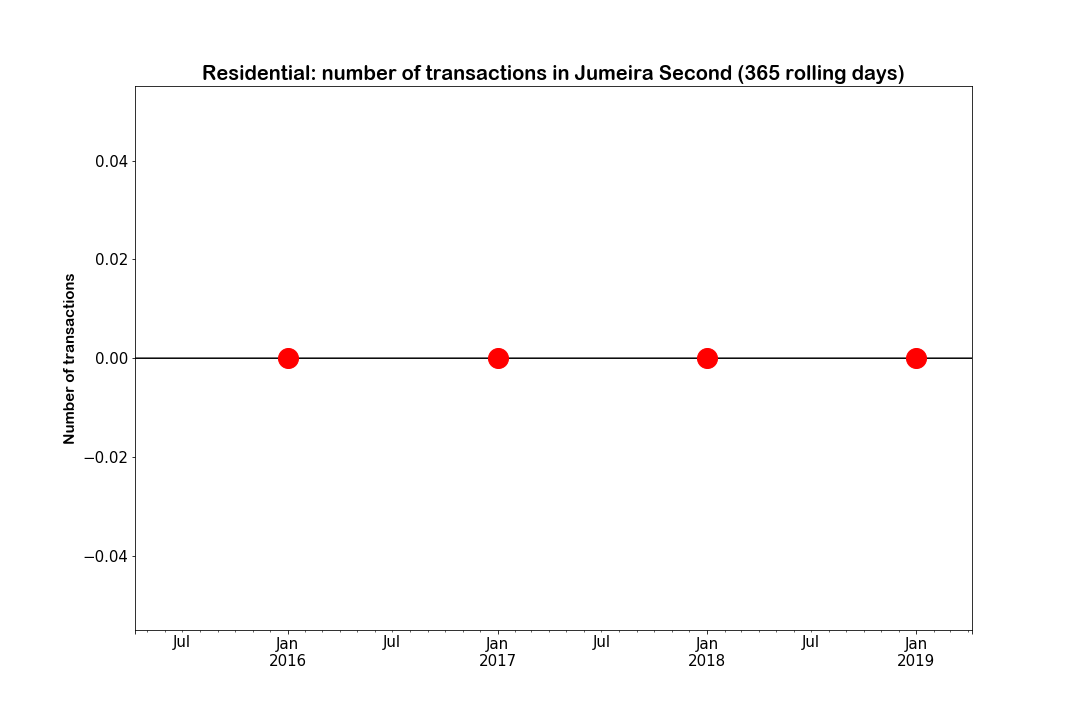 Residential: number of transactions in Jumeira Second (365 rolling days)
Number of transactions
0.04
0.02
0.00
−0.02
−0.04
Jul Jan Jul Jan Jul Jan Jul Jan
2016 2017 2018 2019